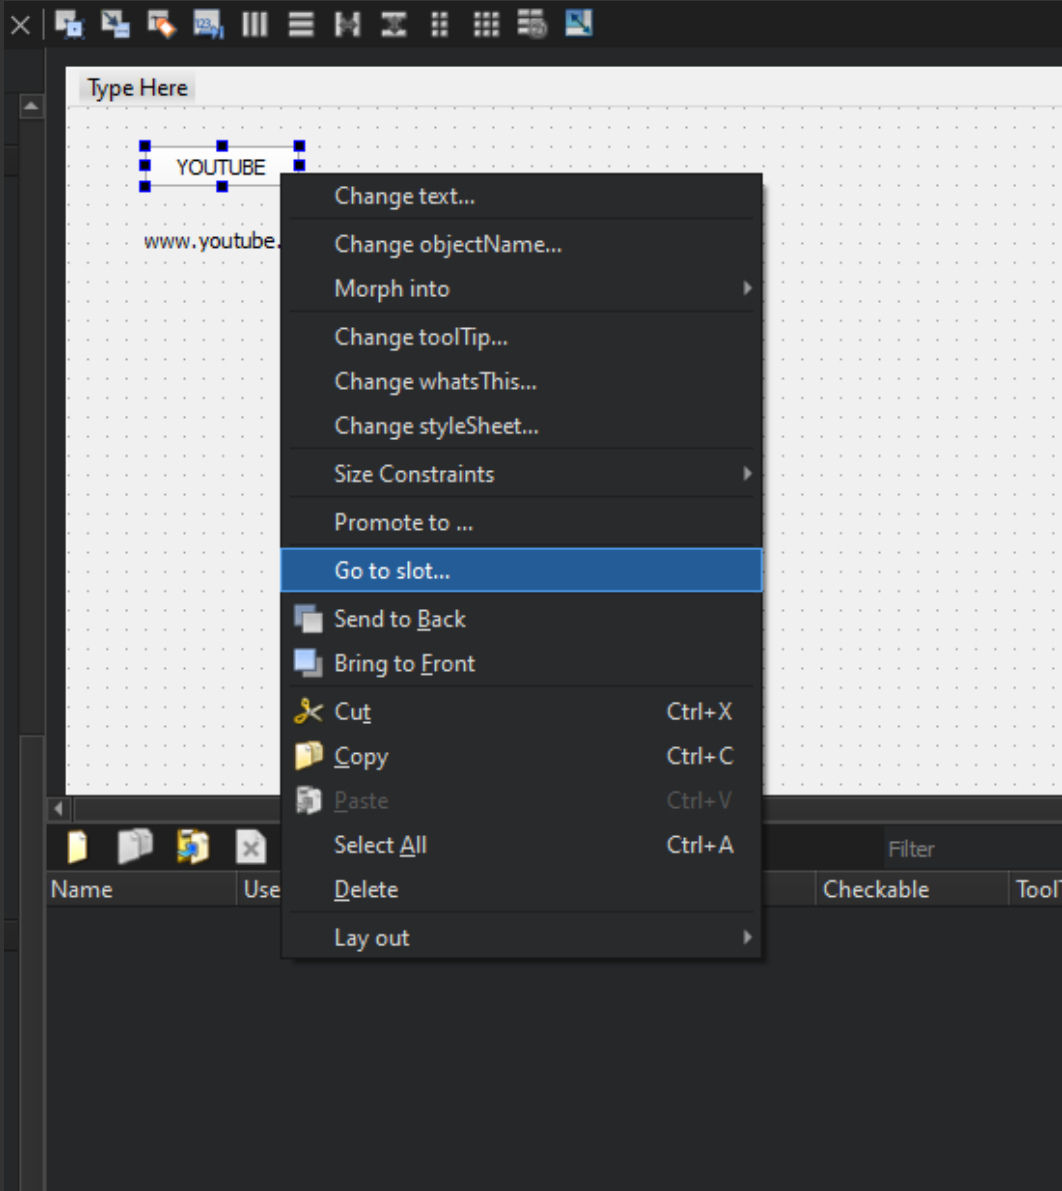 Type Here
YOUTUBE
www.youtube.
Change text...
Change objectName...
Morph into
Change toolTip...
Change whatsThis...
Change styleSheet...
Size Constraints
Promote to ...
Go to slot...
Send to Back
Bring to Front
Cut Ctrl+X
Copy Ctrl+C
Paste Ctrl+V
Select All Ctrl+A
Delete
Lay out
Filter
Name Use Checkable Tool